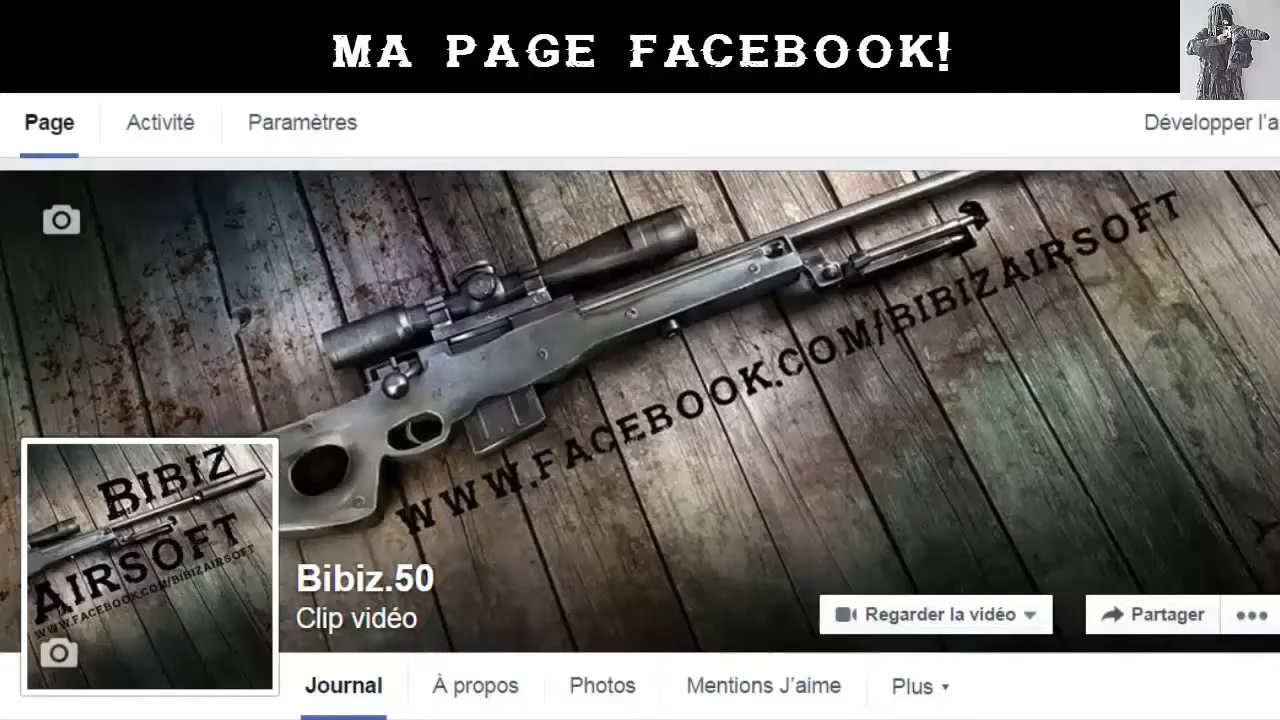 MA PAGE FACEBOOK!
Page
Activité
Paramètres
Développer l'a
WWW.FACEBOOK.COM/BIBIZAIRSOFT
BIBIZ
AIRSOFT
WWW.FACEBOOK.COM/BIBIZAIRSOFT
Bibiz.50
Clip vidéo
Regarder la vidéo
Partager
Journal
À propos
Photos
Mentions J'aime
Plus